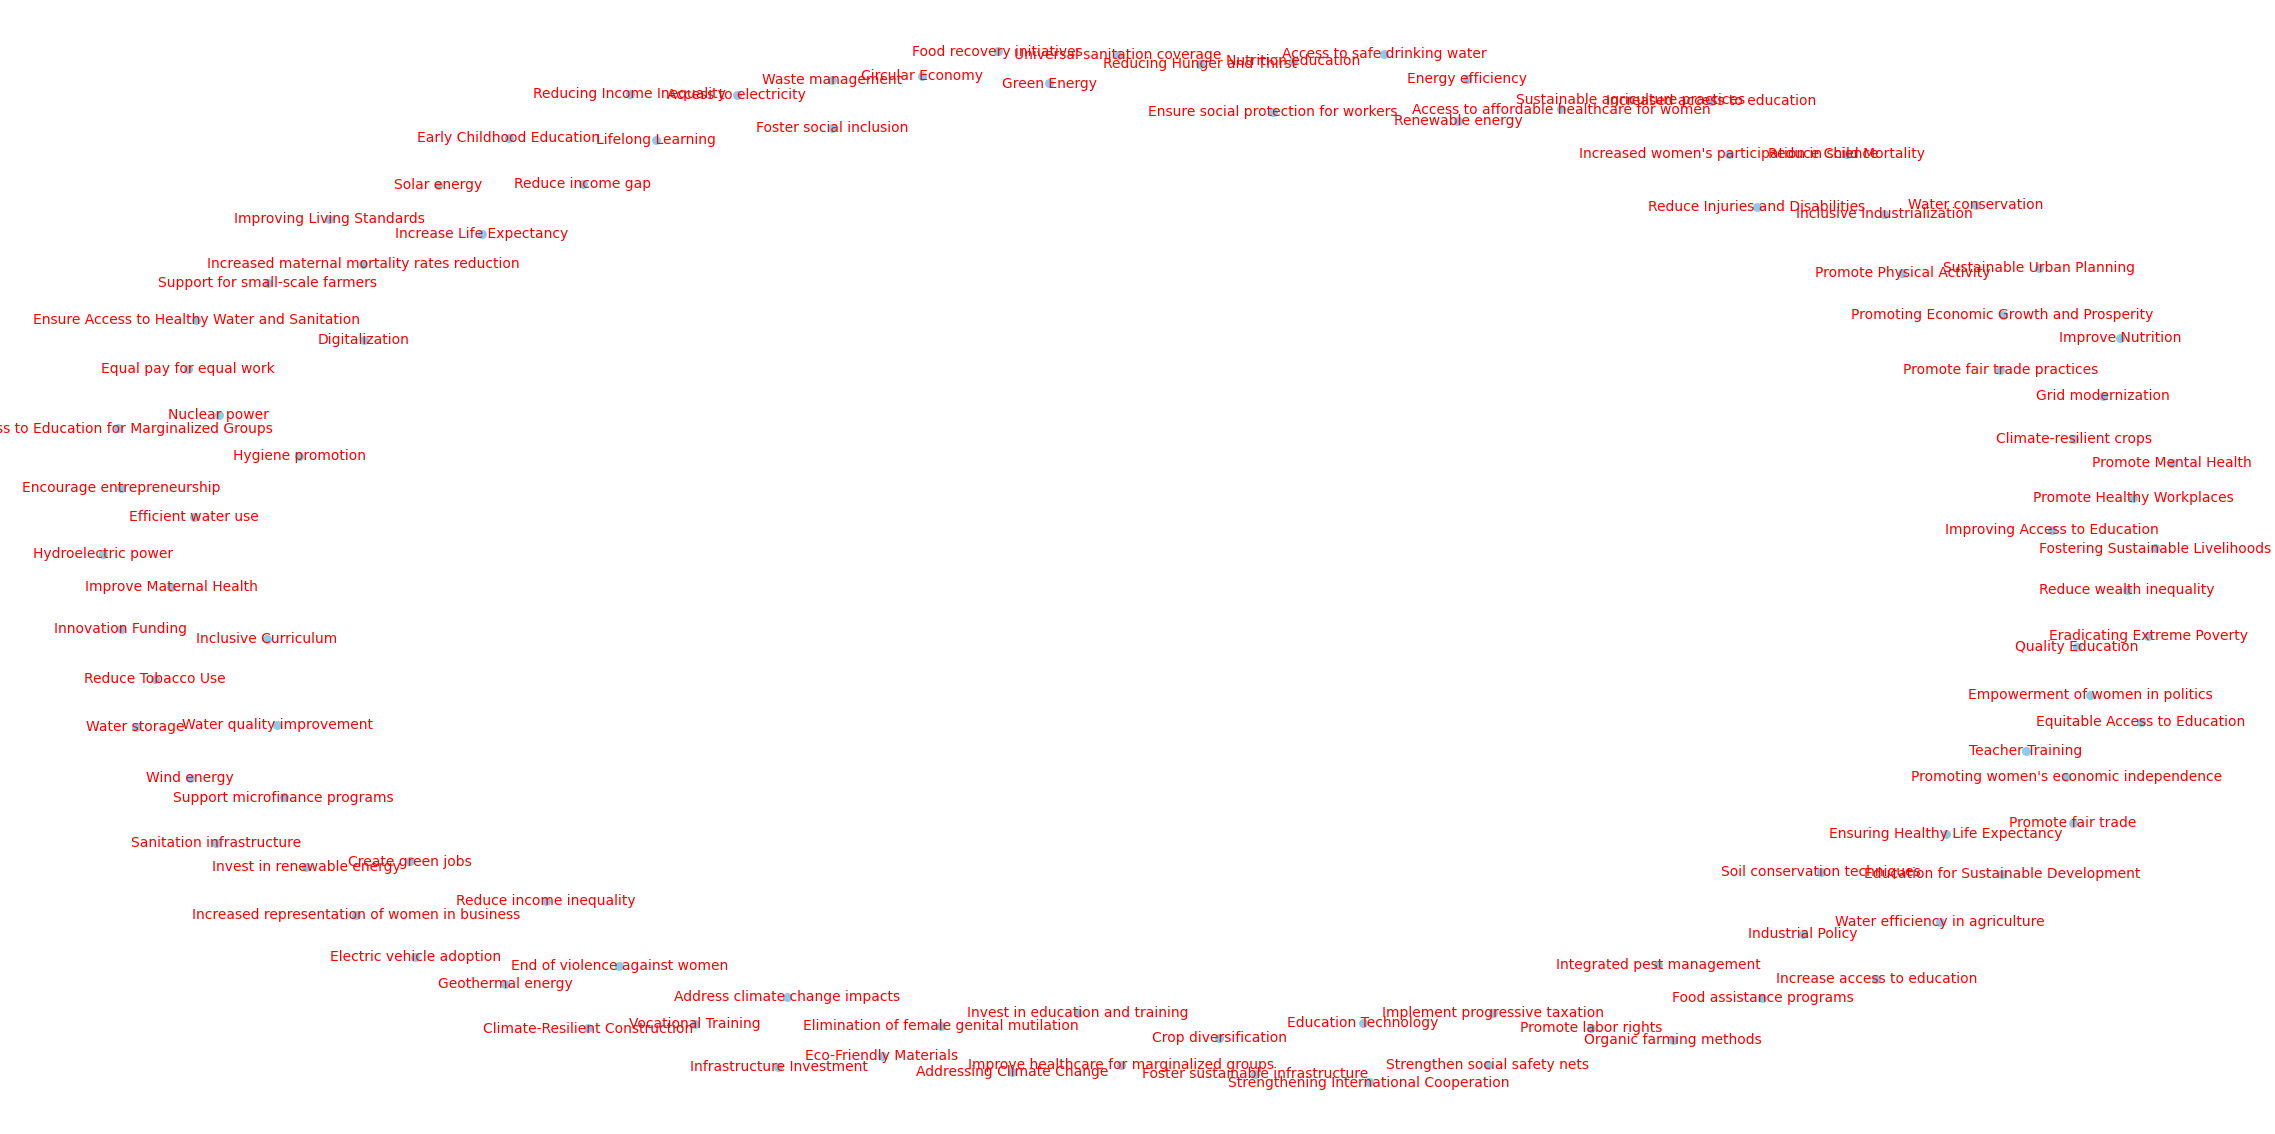 Food recovery initiatives
Universal sanitation coverage
Access to safe drinking water
Nutrition Education
Reducing Hunger and Thirst
Circular Economy
Waste management
Green Energy
Energy efficiency
Reducing Income Inequality
Access to electricity
Sustainable agriculture practices
Increased access to education
Access to affordable healthcare for women
Ensure social protection for workers
Renewable energy
Foster social inclusion
Early Childhood Education
Lifelong Learning
Increased women's participation in science
Reduce Child Mortality
Solar energy
Reduce income gap
Water conservation
Reduce Injuries and Disabilities
Inclusive Industrialization
Improving Living Standards
Increase Life Expectancy
Increased maternal mortality rates reduction
Sustainable Urban Planning
Promote Physical Activity
Support for small-scale farmers
Promoting Economic Growth and Prosperity
Ensure Access to Healthy Water and Sanitation
Digitalization
Improve Nutrition
Equal pay for equal work
Promote fair trade practices
Grid modernization
Nuclear power
ss to Education for Marginalized Groups
Climate-resilient crops
Hygiene promotion
Promote Mental Health
Encourage entrepreneurship
Promote Healthy Workplaces
Efficient water use
Improving Access to Education
Fostering Sustainable Livelihoods
Hydroelectric power
Improve Maternal Health
Reduce wealth inequality
Innovation Funding
Inclusive Curriculum
Eradicating Extreme Poverty
Quality Education
Reduce Tobacco Use
Empowerment of women in politics
Water storage
Water quality improvement
Equitable Access to Education
Teacher Training
Wind energy
Promoting women's economic independence
Support microfinance programs
Promote fair trade
Ensuring Healthy Life Expectancy
Sanitation infrastructure
Create green jobs
Invest in renewable energy
Soil conservation techniques
Education for Sustainable Development
Reduce income inequality
Increased representation of women in business
Water efficiency in agriculture
Industrial Policy
Electric vehicle adoption
End of violence against women
Integrated pest management
Increase access to education
Geothermal energy
Address climate change impacts
Food assistance programs
Invest in education and training
Implement progressive taxation
Climate-Resilient Construction
Vocational Training
Elimination of female genital mutilation
Education Technology
Promote labor rights
Crop diversification
Organic farming methods
Eco-Friendly Materials
Infrastructure Investment
Improve healthcare for marginalized groups
Strengthen social safety nets
Addressing Climate Change
Foster sustainable infrastructure
Strengthening International Cooperation